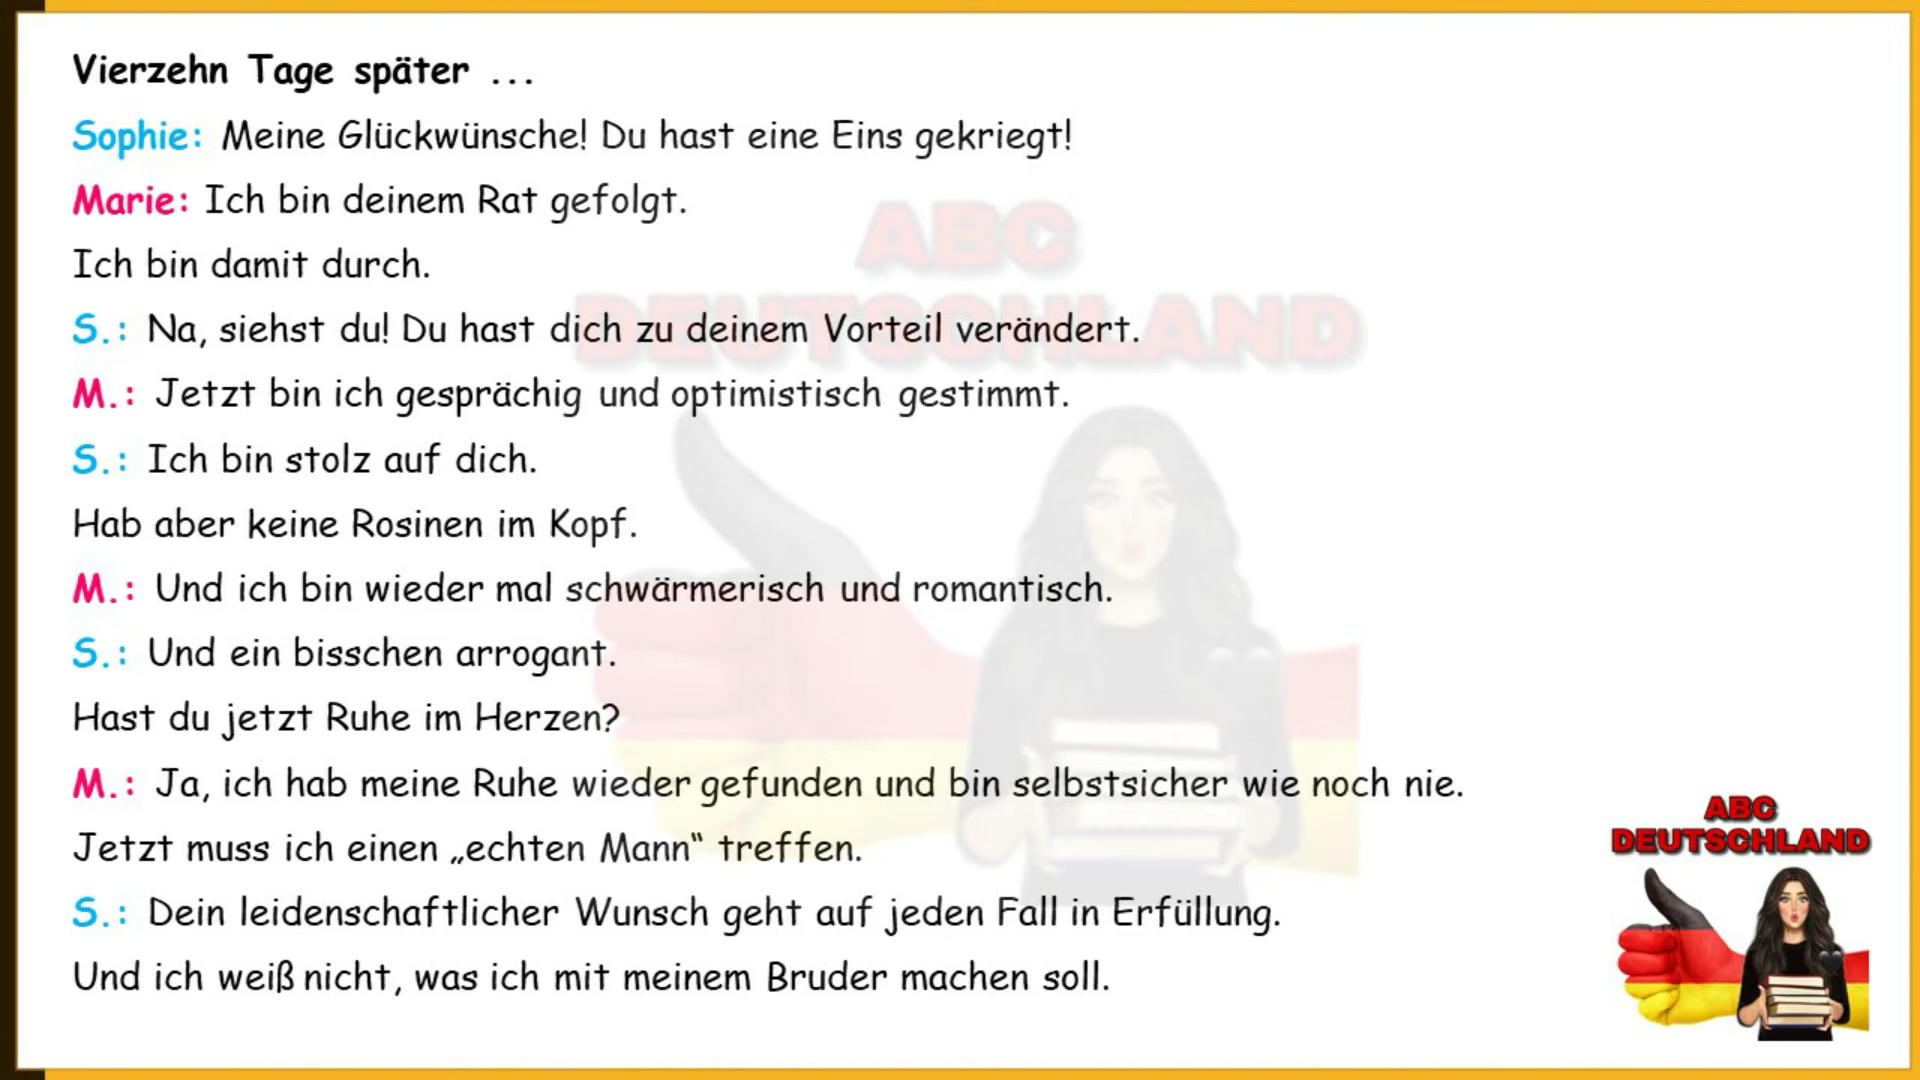 Vierzehn Tage später ...
Sophie: Meine Glückwünsche! Du hast eine Eins gekriegt!
Marie: Ich bin deinem Rat gefolgt.
Ich bin damit durch.
S.: Na, siehst du! Du hast dich zu deinem Vorteil verändert.
M.: Jetzt bin ich gesprächig und optimistisch gestimmt.
S.: Ich bin stolz auf dich.
Hab aber keine Rosinen im Kopf.
M.: Und ich bin wieder mal schwärmerisch und romantisch.
S.: Und ein bisschen arrogant.
Hast du jetzt Ruhe im Herzen?
M.: Ja, ich hab meine Ruhe wieder gefunden und bin selbstsicher wie noch nie.
Jetzt muss ich einen „echten Mann“ treffen.
S.: Dein leidenschaftlicher Wunsch geht auf jeden Fall in Erfüllung.
Und ich weiß nicht, was ich mit meinem Bruder machen soll.
ABC
DEUTSCHLAND
ABC
DEUTSCHLAND